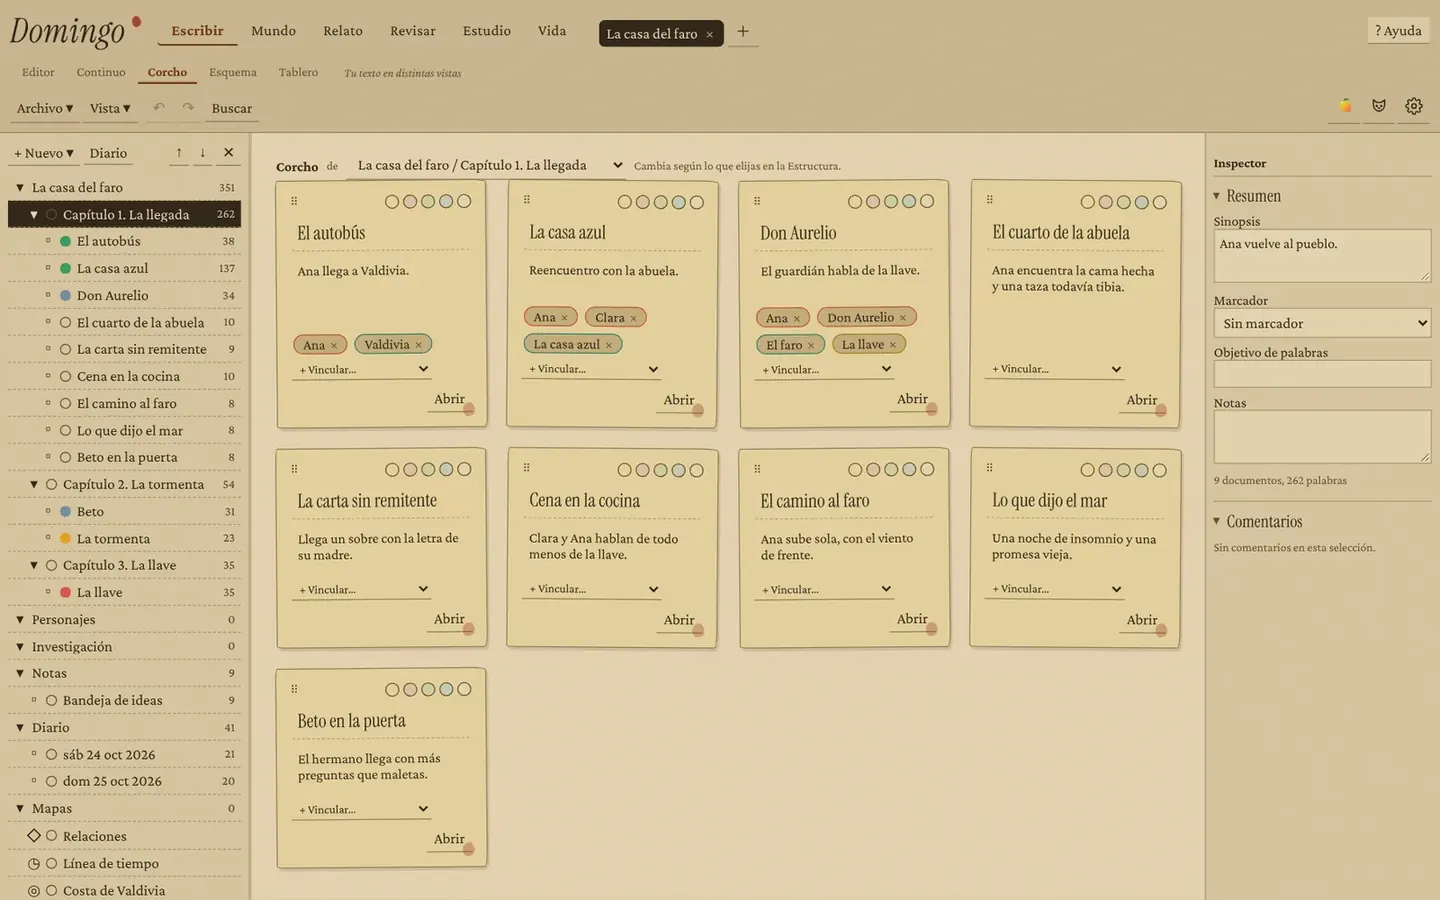 Domingo
Escribir
Mundo
Relato
Revisar
Estudio
Vida
La casa del faro ×
+
? Ayuda
Editor
Continuo
Corcho
Esquema
Tablero
Tu texto en distintas vistas
Archivo ▾
Vista ▾
Buscar
+ Nuevo ▾
Diario
↑ ↓ ✕
La casa del faro 351
Capítulo 1. La llegada 262
El autobús 38
La casa azul 137
Don Aurelio 34
El cuarto de la abuela 10
La carta sin remitente 9
Cena en la cocina 10
El camino al faro 8
Lo que dijo el mar 8
Beto en la puerta 8
Capítulo 2. La tormenta 54
Beto 31
La tormenta 23
Capítulo 3. La llave 35
La llave 35
Personajes 0
Investigación 0
Notas 9
Bandeja de ideas 9
Diario 41
sáb 24 oct 2026 21
dom 25 oct 2026 20
Mapas 0
Relaciones
Línea de tiempo
Costa de Valdivia
Corcho de La casa del faro / Capítulo 1. La llegada
Cambia según lo que elijas en la Estructura.
El autobús
Ana llega a Valdivia.
Ana × Valdivia ×
+ Vincular...
Abrir
La casa azul
Reencuentro con la abuela.
Ana × Clara ×
La casa azul ×
+ Vincular...
Abrir
Don Aurelio
El guardián habla de la llave.
Ana × Don Aurelio ×
El faro × La llave ×
+ Vincular...
Abrir
El cuarto de la abuela
Ana encuentra la cama hecha
y una taza todavía tibia.
+ Vincular...
Abrir
La carta sin remitente
Llega un sobre con la letra de
su madre.
+ Vincular...
Abrir
Cena en la cocina
Clara y Ana hablan de todo
menos de la llave.
+ Vincular...
Abrir
El camino al faro
Ana sube sola, con el viento
de frente.
+ Vincular...
Abrir
Lo que dijo el mar
Una noche de insomnio y una
promesa vieja.
+ Vincular...
Abrir
Beto en la puerta
El hermano llega con más
preguntas que maletas.
+ Vincular...
Abrir
Inspector
Resumen
Sinopsis
Ana vuelve al pueblo.
Marcador
Sin marcador
Objetivo de palabras
Notas
9 documentos, 262 palabras
Comentarios
Sin comentarios en esta selección.